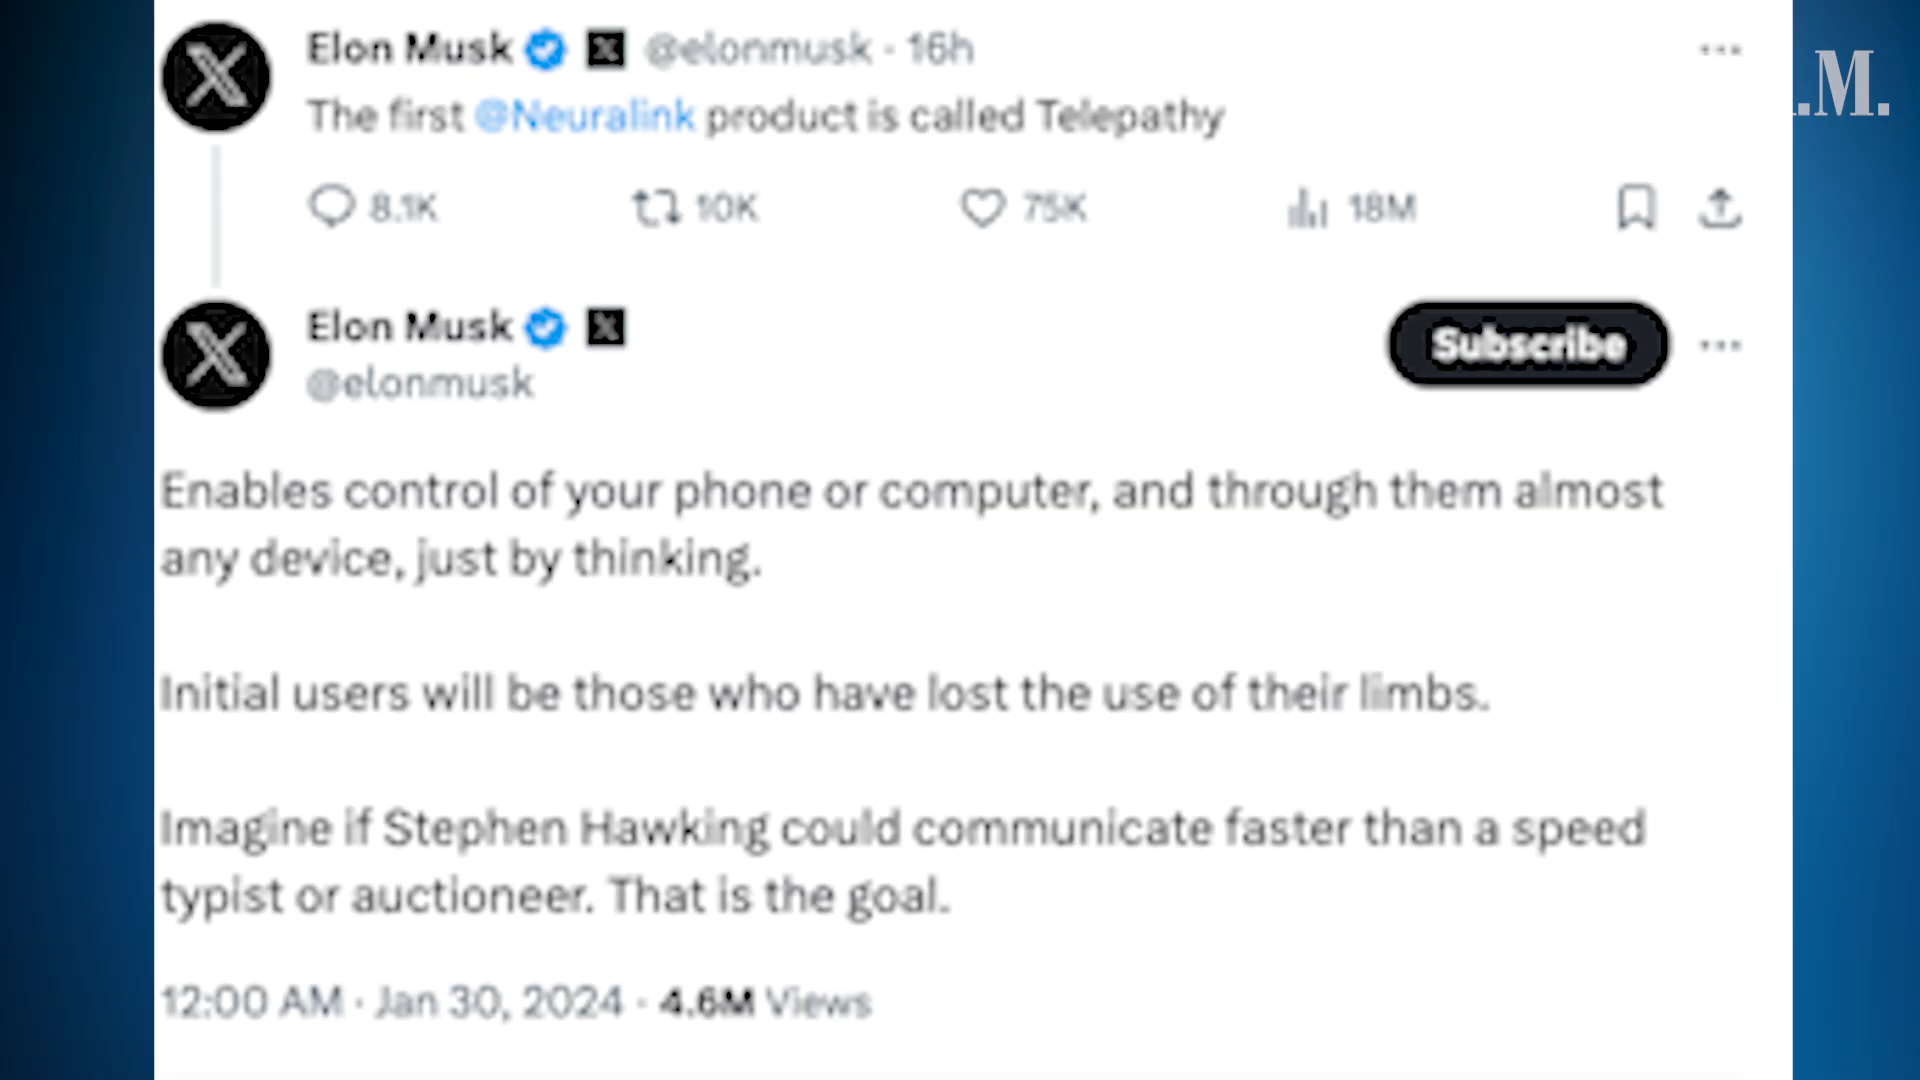 Elon Musk @elonmusk · 16h
The first @Neuralink product is called Telepathy
8.1K 10K 75K 18M
Elon Musk
@elonmusk
Subscribe
Enables control of your phone or computer, and through them almost
any device, just by thinking.
Initial users will be those who have lost the use of their limbs.
Imagine if Stephen Hawking could communicate faster than a speed
typist or auctioneer. That is the goal.
12:00 AM · Jan 30, 2024 · 4.6M Views
.M.